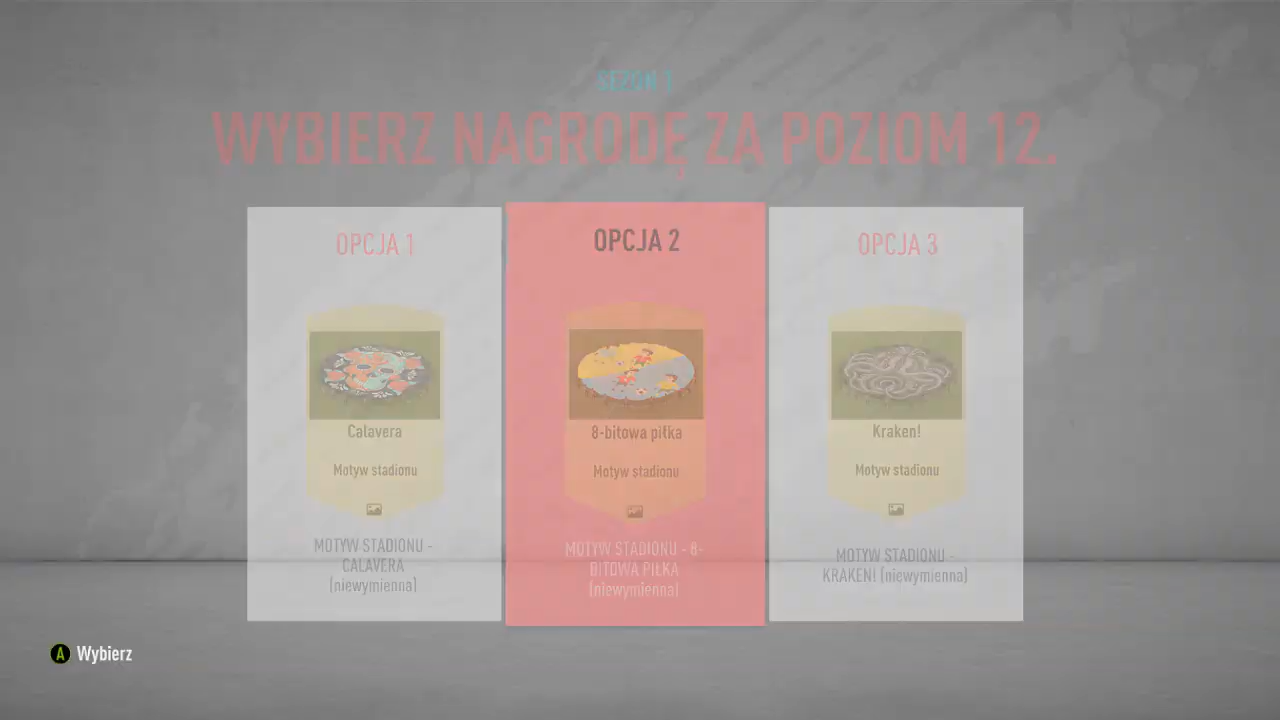 SEZON 1
WYBIERZ NAGRODĘ ZA POZIOM 12.
OPCJA 1
Calavera
Motyw stadionu
MOTYW STADIONU -
CALAVERA
(niewymienna)
OPCJA 2
8-bitowa piłka
Motyw stadionu
MOTYW STADIONU - 8-
BITOWA PIŁKA
(niewymienna)
OPCJA 3
Kraken!
Motyw stadionu
MOTYW STADIONU -
KRAKEN! (niewymienna)
A Wybierz